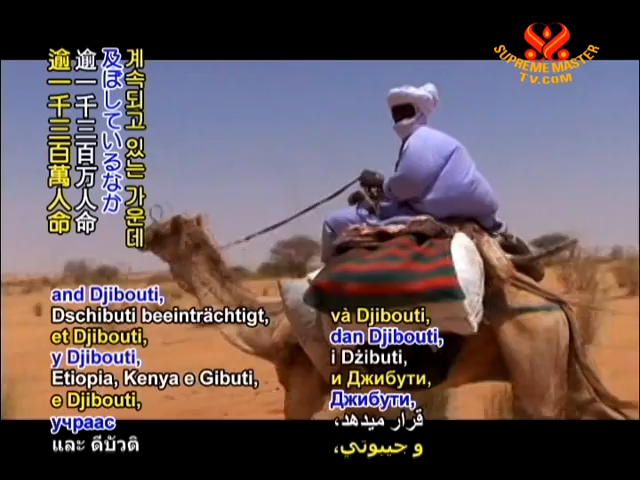 SUPREME MASTER
TV.COM
계속되고 있는 가운데
及ぼしているなか
逾一千三百万人命
逾一千三百萬人命
and Djibouti,
Dschibuti beeinträchtigt,
et Djibouti,
y Djibouti,
Etiopia, Kenya e Gibuti,
e Djibouti,
учраас
และ ดีบัวติ
và Djibouti,
dan Djibouti,
i Dżibuti,
и Джибути,
Джибути,
قرار میدهد،
و جيبوتي،